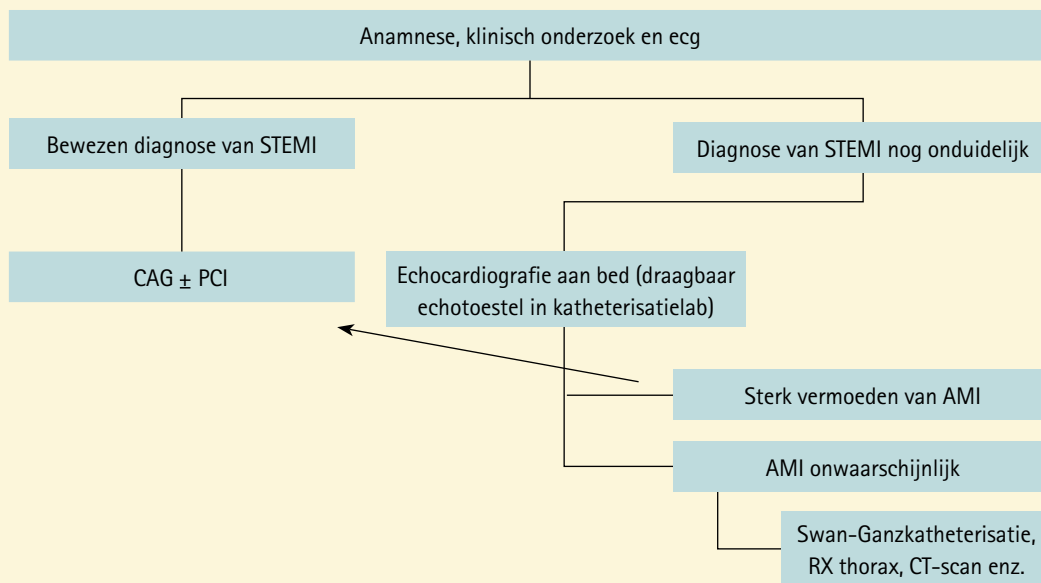 Anamnese, klinisch onderzoek en ecg
Bewezen diagnose van STEMI
Diagnose van STEMI nog onduidelijk
CAG ± PCI
Echocardiografie aan bed (draagbaar
echotoestel in katheterisatielab)
Sterk vermoeden van AMI
AMI onwaarschijnlijk
Swan-Ganzkatheterisatie,
RX thorax, CT-scan enz.